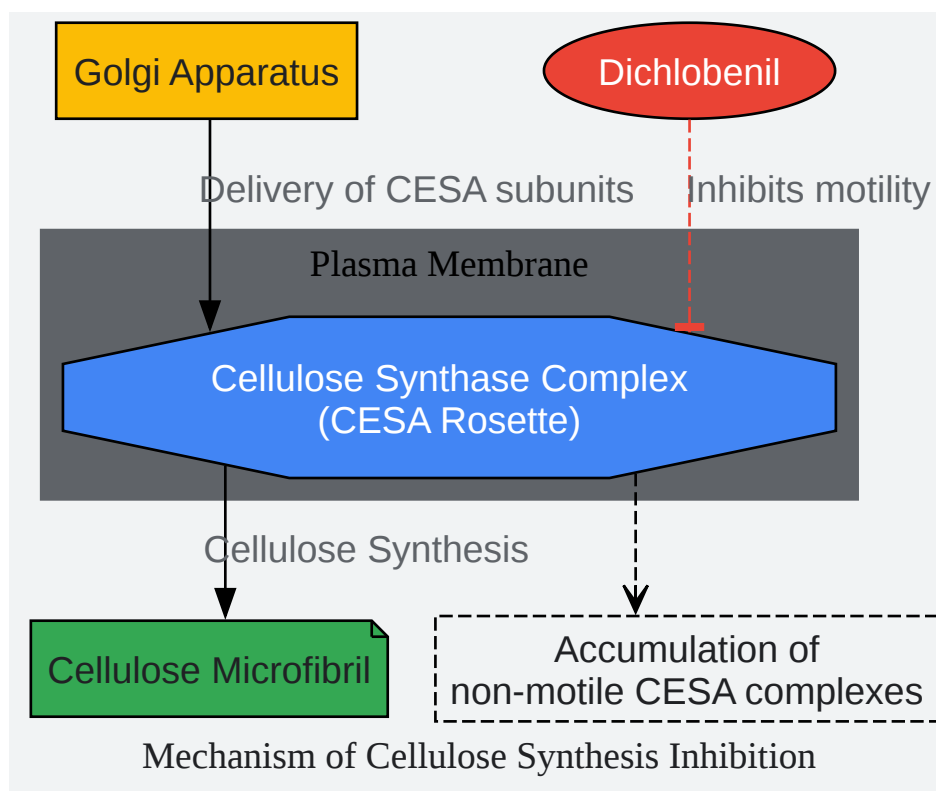 Golgi Apparatus
Dichlobenil
Delivery of CESA subunits
Inhibits motility
Plasma Membrane
Cellulose Synthase Complex
(CESA Rosette)
Cellulose Synthesis
Cellulose Microfibril
Accumulation of
non-motile CESA complexes
Mechanism of Cellulose Synthesis Inhibition